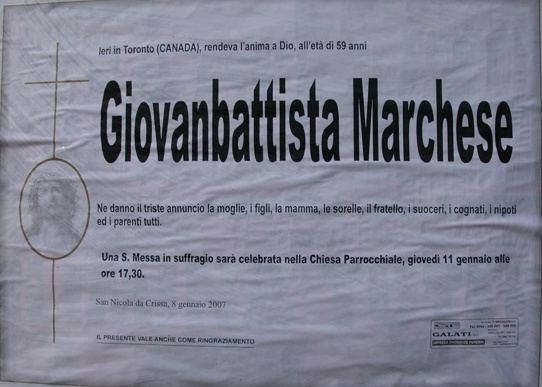 Ieri in Toronto (CANADA), rendeva l'anima a Dio, all'età di 59 anni
Giovanbattista Marchese
Ne danno il triste annuncio la moglie, i figli, la mamma, le sorelle, il fratello, i suoceri, i cognati, i nipoti
ed i parenti tutti.
Una S. Messa in suffragio sarà celebrata nella Chiesa Parrocchiale, giovedì 11 gennaio alle
ore 17,30.
San Nicola da Crissa, 8 gennaio 2007
IL PRESENTE VALE ANCHE COME RINGRAZIAMENTO
GALATI